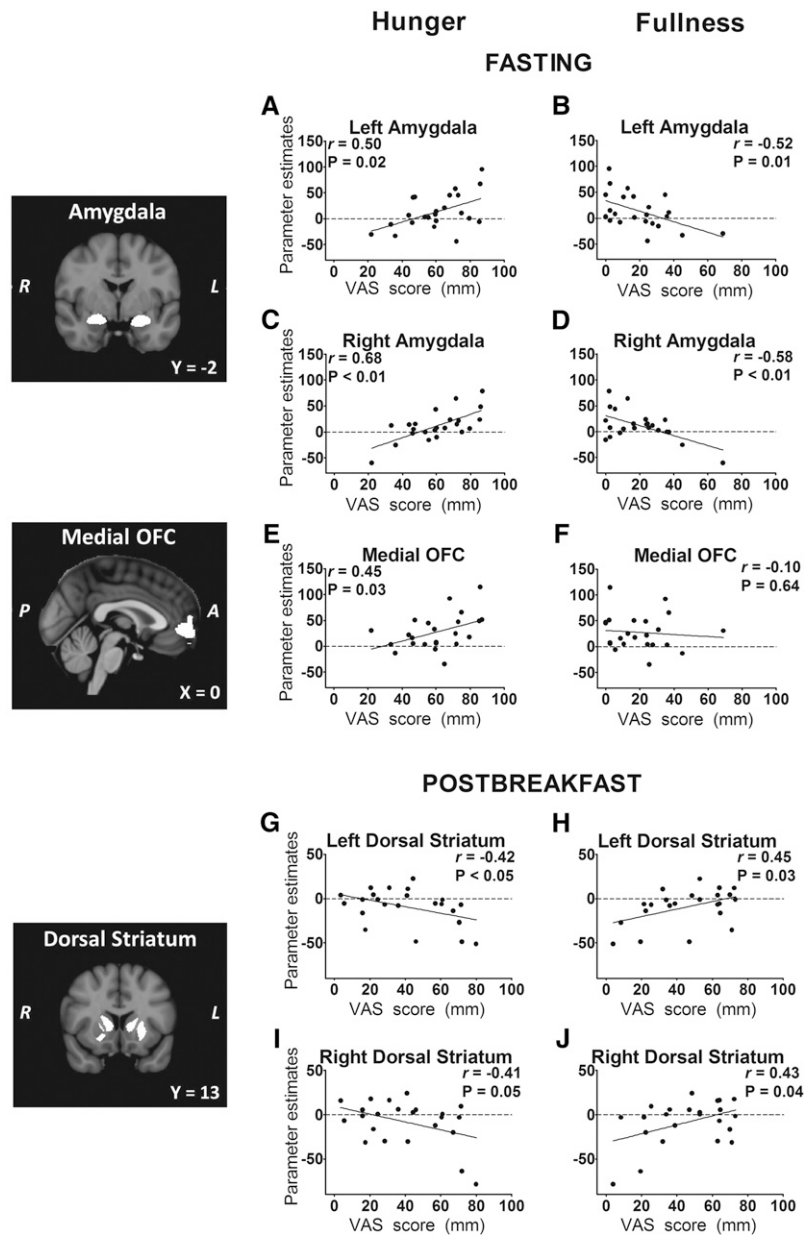 Hunger Fullness
FASTING
A
Left Amygdala
r = 0.50
P = 0.02
Parameter estimates
150
100
50
0
-50
0 20 40 60 80 100
VAS score (mm)
B
Left Amygdala
r = -0.52
P = 0.01
150
100
50
0
-50
0 20 40 60 80 100
VAS score (mm)
Amygdala
R L
Y = -2
C
Right Amygdala
r = 0.68
P < 0.01
Parameter estimates
150
100
50
0
-50
0 20 40 60 80 100
VAS score (mm)
D
Right Amygdala
r = -0.58
P < 0.01
150
100
50
0
-50
0 20 40 60 80 100
VAS score (mm)
Medial OFC
P A
X = 0
E
Medial OFC
r = 0.45
P = 0.03
Parameter estimates
150
100
50
0
-50
0 20 40 60 80 100
VAS score (mm)
F
Medial OFC
r = -0.10
P = 0.64
150
100
50
0
-50
0 20 40 60 80 100
VAS score (mm)
POSTBREAKFAST
G
Left Dorsal Striatum
r = -0.42
P < 0.05
Parameter estimates
50
0
-50
0 20 40 60 80 100
VAS score (mm)
H
Left Dorsal Striatum
r = 0.45
P = 0.03
50
0
-50
0 20 40 60 80 100
VAS score (mm)
Dorsal Striatum
R L
Y = 13
I
Right Dorsal Striatum
r = -0.41
P = 0.05
Parameter estimates
50
0
-50
0 20 40 60 80 100
VAS score (mm)
J
Right Dorsal Striatum
r = 0.43
P = 0.04
50
0
-50
0 20 40 60 80 100
VAS score (mm)